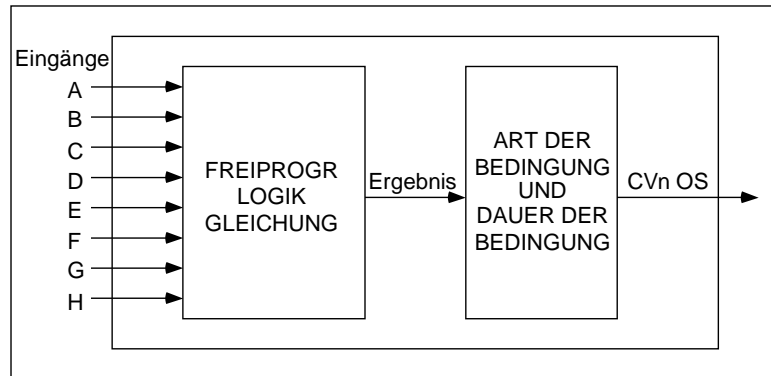 Eingänge
A
B
C
D
E
F
G
H
FREIPROGR
LOGIK
GLEICHUNG
Ergebnis
ART DER
BEDINGUNG
UND
DAUER DER
BEDINGUNG
CVn OS